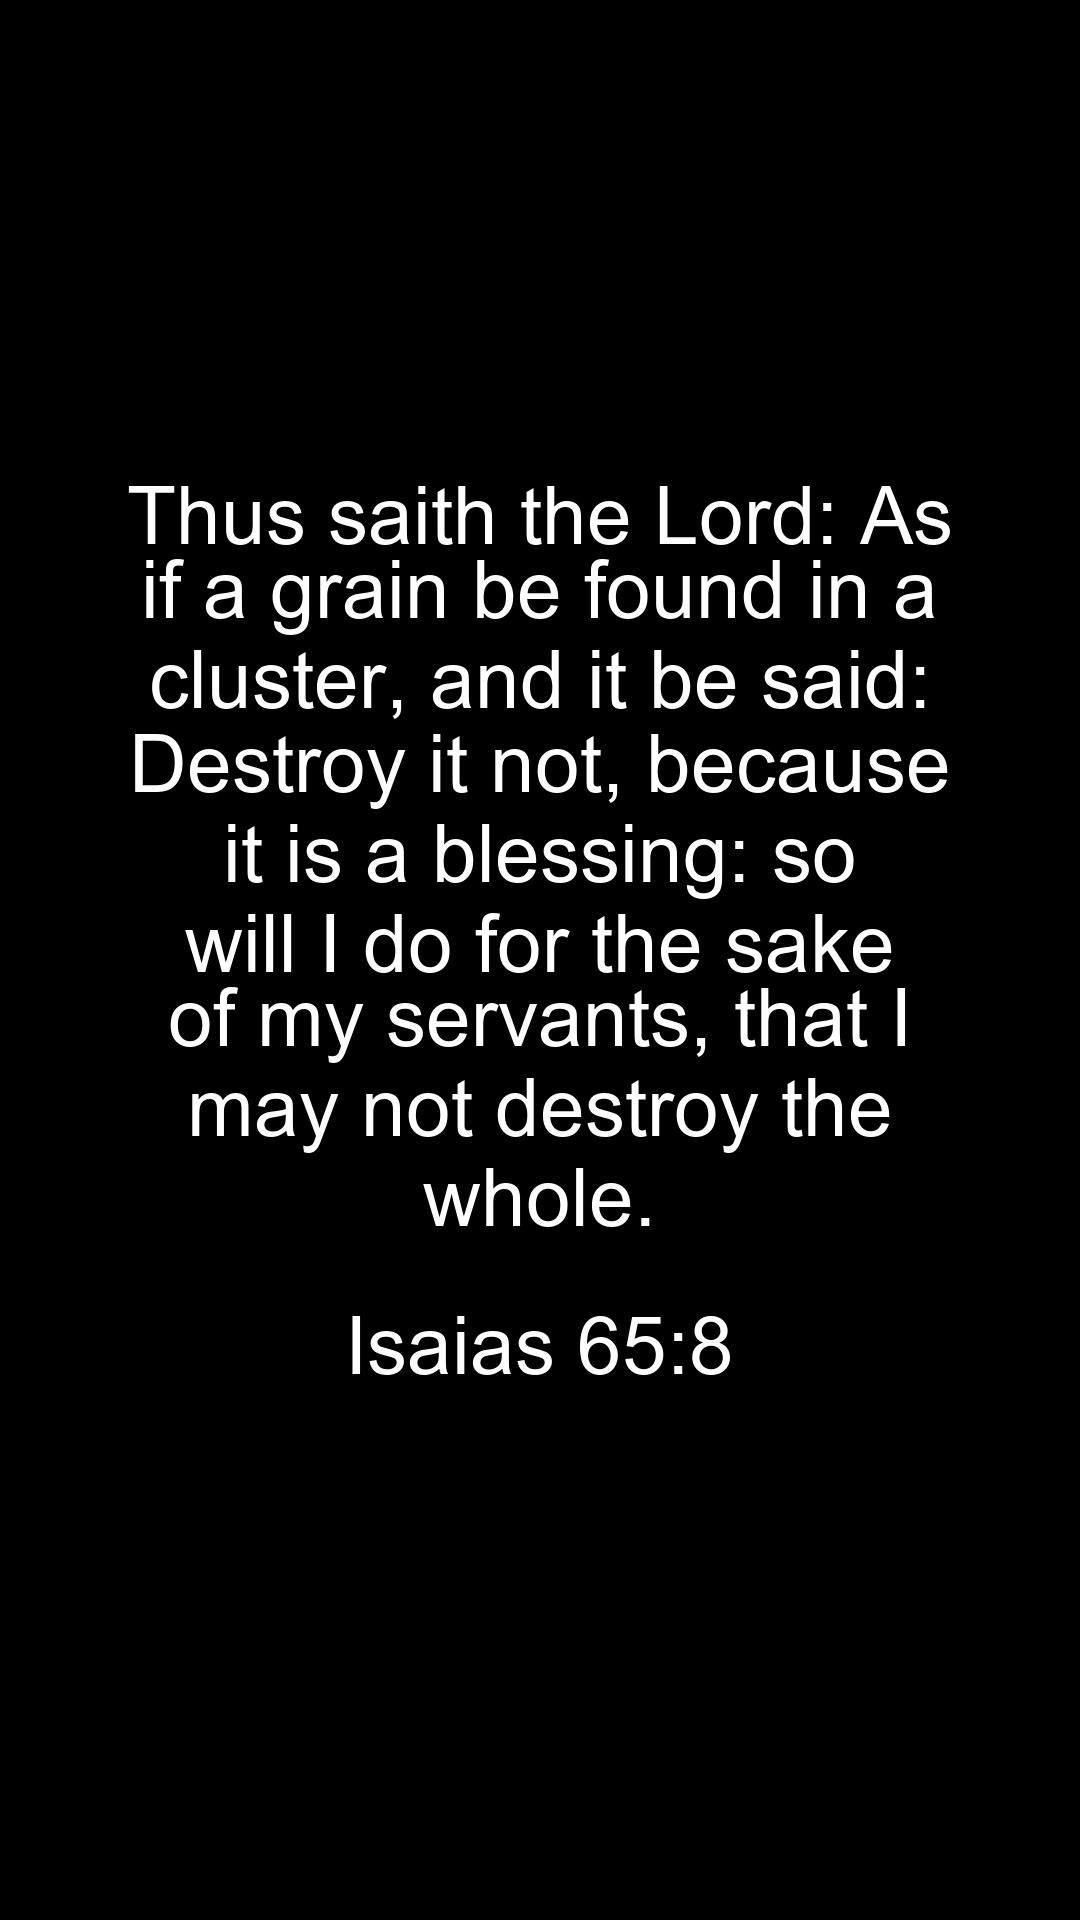 Thus saith the Lord: As
if a grain be found in a
cluster, and it be said:
Destroy it not, because
it is a blessing: so
will I do for the sake
of my servants, that I
may not destroy the
whole.
Isaias 65:8